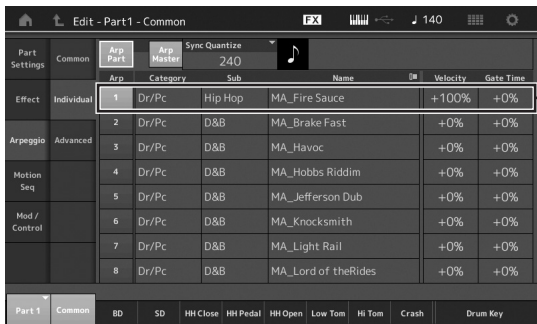 Edit - Part1 - Common FX 140
Part Settings
Common
Arp Part
Arp Master
Sync Quantize
240
Arp Category Sub Name Velocity Gate Time
Effect
Individual
1 Dr/Pc Hip Hop MA_Fire Sauce +100% +0%
2 Dr/Pc D&B MA_Brake Fast +0% +0%
Arpeggio
Advanced
3 Dr/Pc D&B MA_Havoc +0% +0%
Motion Seq
4 Dr/Pc D&B MA_Hobbs Riddim +0% +0%
5 Dr/Pc D&B MA_Jefferson Dub +0% +0%
Mod / Control
6 Dr/Pc D&B MA_Knocksmith +0% +0%
7 Dr/Pc D&B MA_Light Rail +0% +0%
8 Dr/Pc D&B MA_Lord of theRides +0% +0%
Part 1 Common BD SD HH Close HH Pedal HH Open Low Tom Hi Tom Crash Drum Key